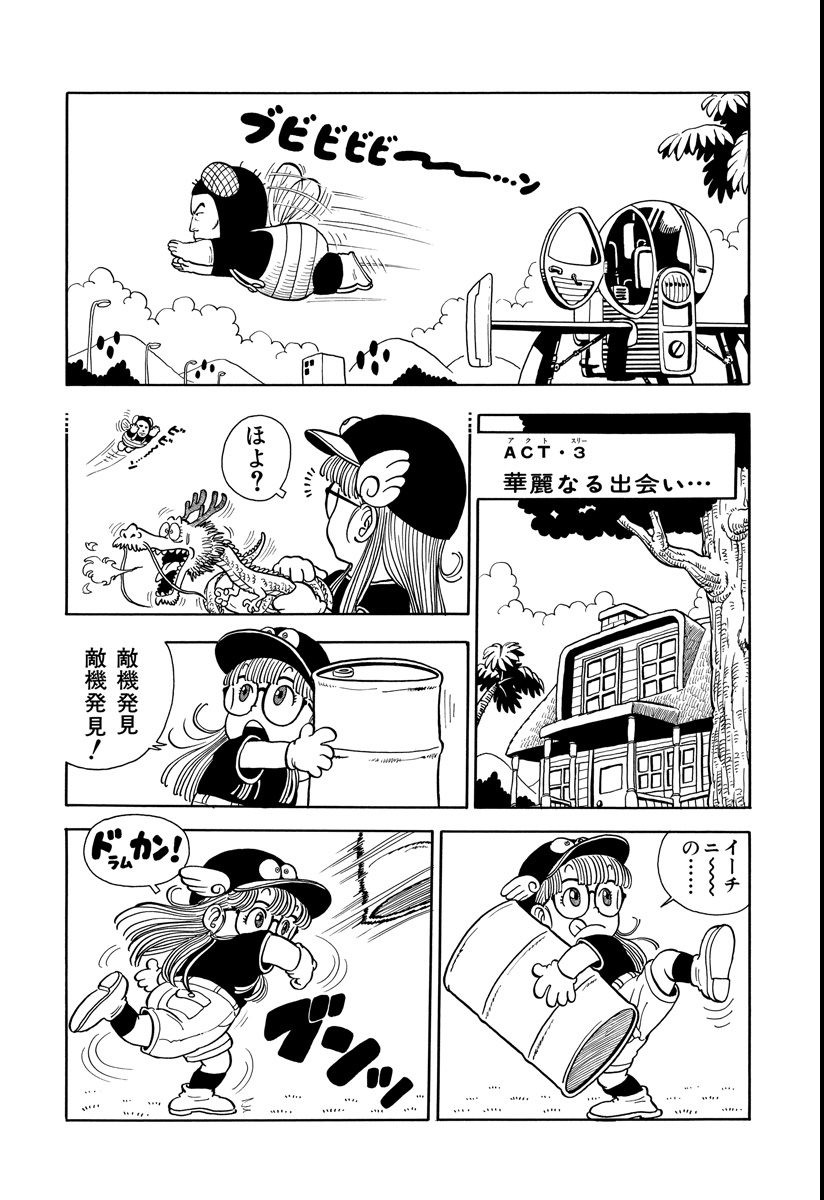 ブビビビビー～～…ン
アクト スリー
ACT・3
華麗なる出会い…
ほよ?
敵機発見
敵機発見!
イーチ
ニ〜〜
の……
ドラムカン!
ブンッ